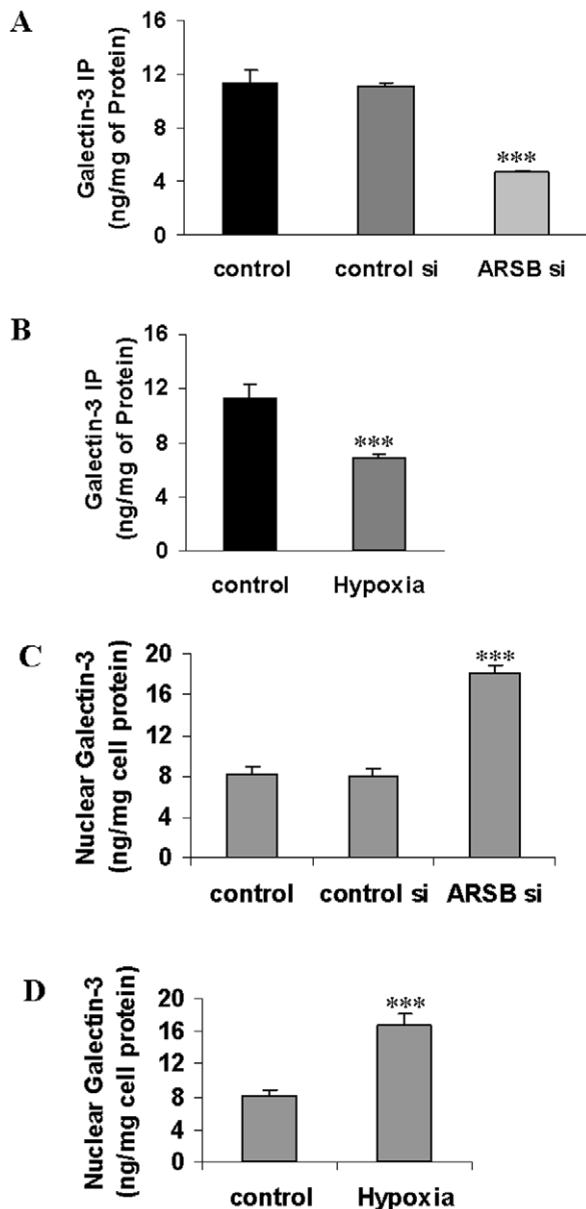 A
Galectin-3 IP
(ng/mg of Protein)
16
12
8
4
0
***
control control si ARSB si
B
Galectin-3 IP
(ng/mg of Protein)
16
12
8
4
0
***
control Hypoxia
C
Nuclear Galectin-3
(ng/mg cell protein)
20
16
12
8
4
0
***
control control si ARSB si
D
Nuclear Galectin-3
(ng/mg cell protein)
20
16
12
8
4
0
***
control Hypoxia